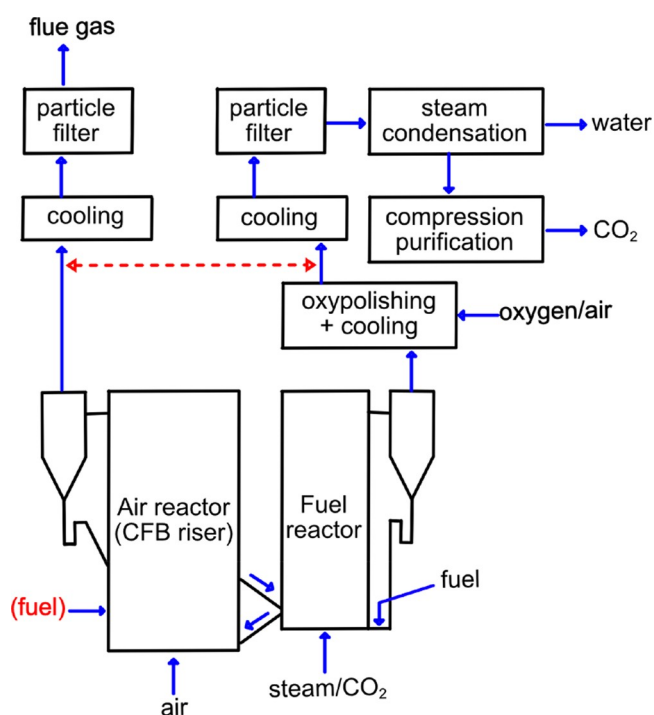 flue gas
particle
filter
particle
filter
steam
condensation
water
cooling
cooling
compression
purification
CO₂
oxypolishing
+ cooling
oxygen/air
Air reactor
(CFB riser)
Fuel
reactor
(fuel)
fuel
air
steam/CO₂